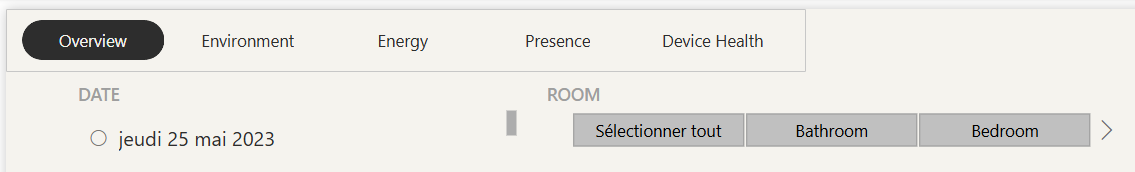 Overview Environment Energy Presence Device Health
DATE
jeudi 25 mai 2023
ROOM
Sélectionner tout Bathroom Bedroom